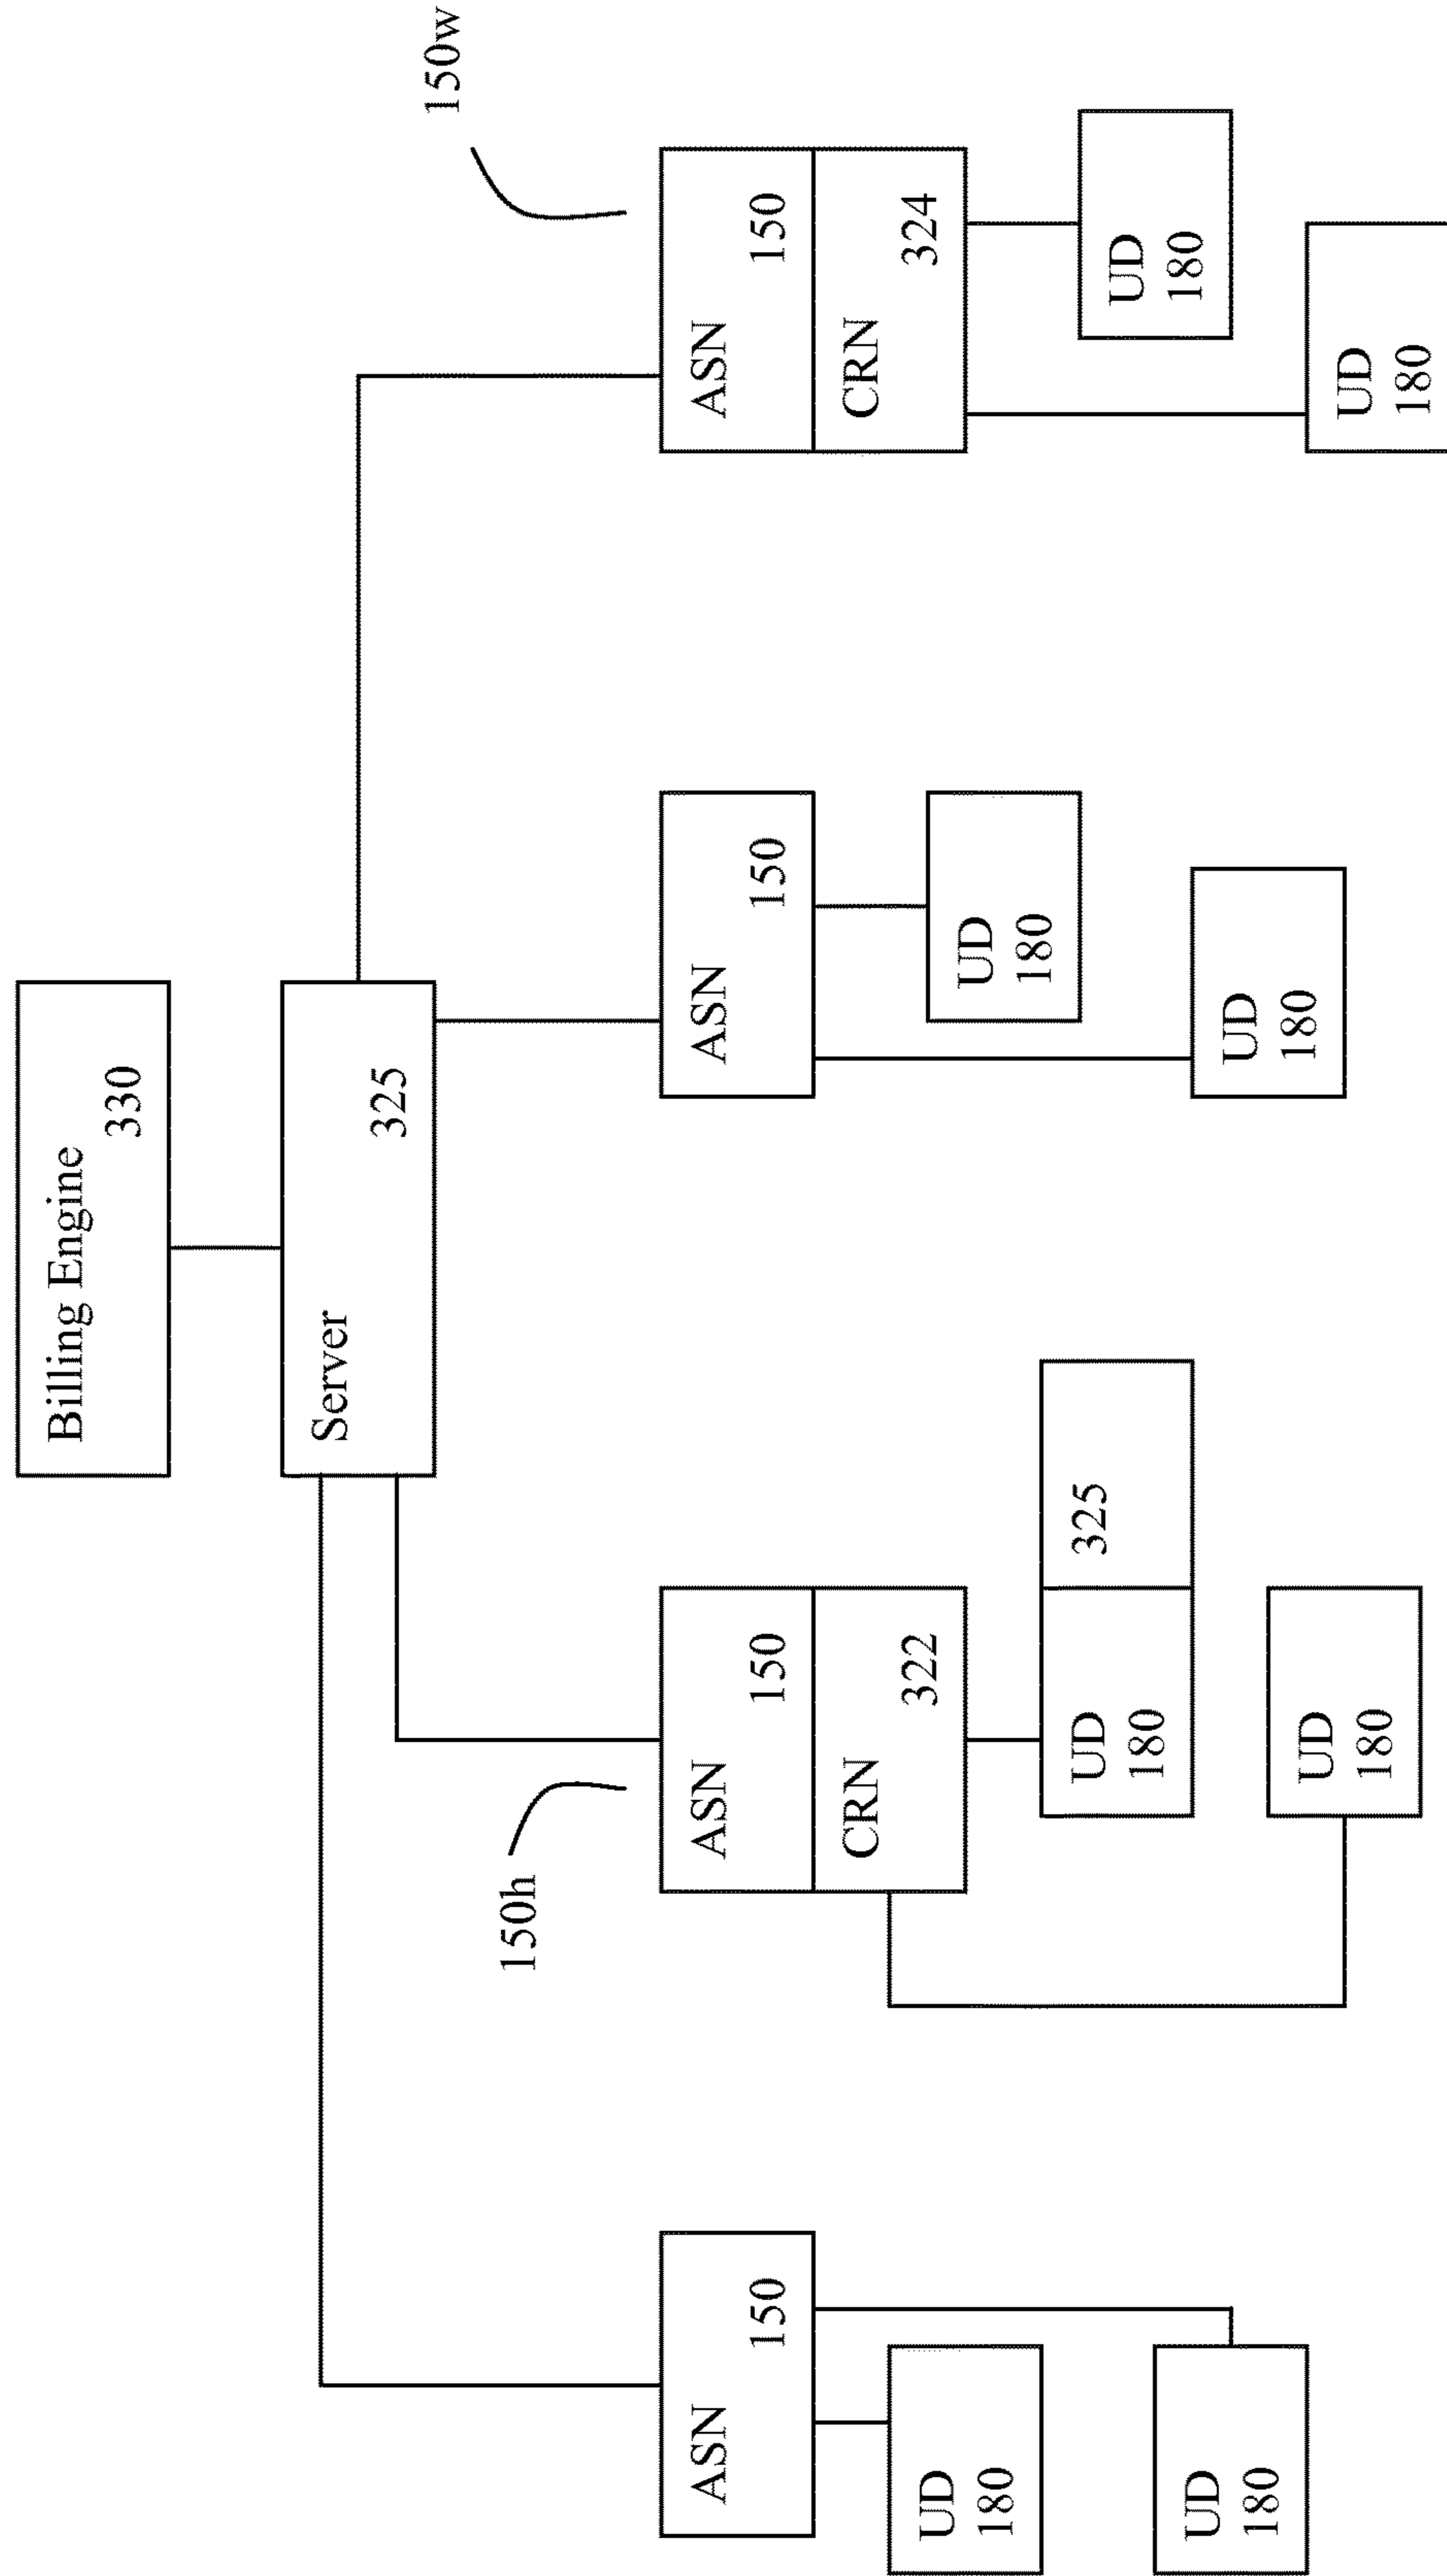 Billing Engine
330
Server
325
150w
150h
ASN
150
UD
180
UD
180
ASN
150
CRN
322
UD
180
325
UD
180
ASN
150
UD
180
UD
180
ASN
150
CRN
324
UD
180
UD
180